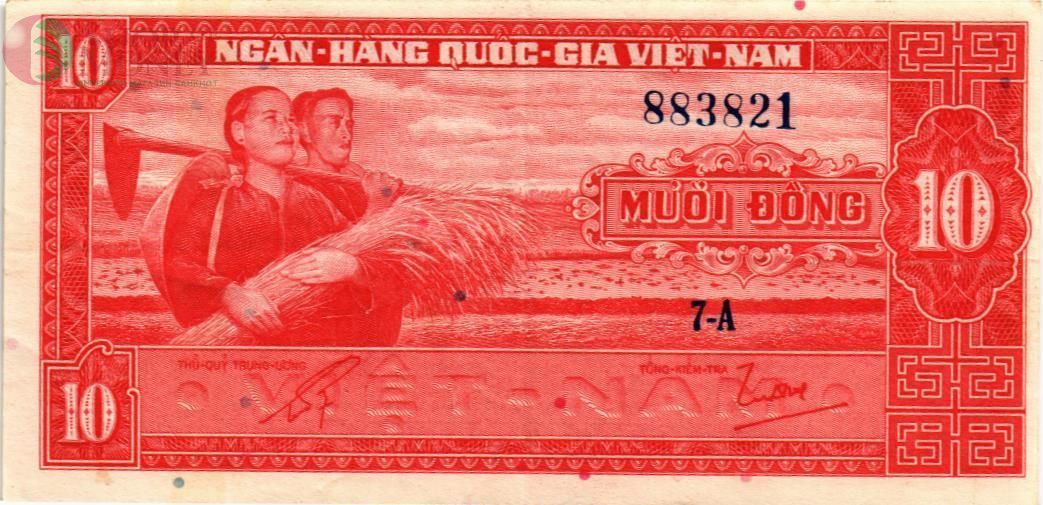 10
NGÂN-HÀNG QUỐC-GIA VIỆT-NAM
883821
MƯỜI ĐỒNG
10
7-A
THỦ-QUỸ TRUNG-ƯƠNG
TỔNG-KIỂM-TRA
VIỆT-NAM
10